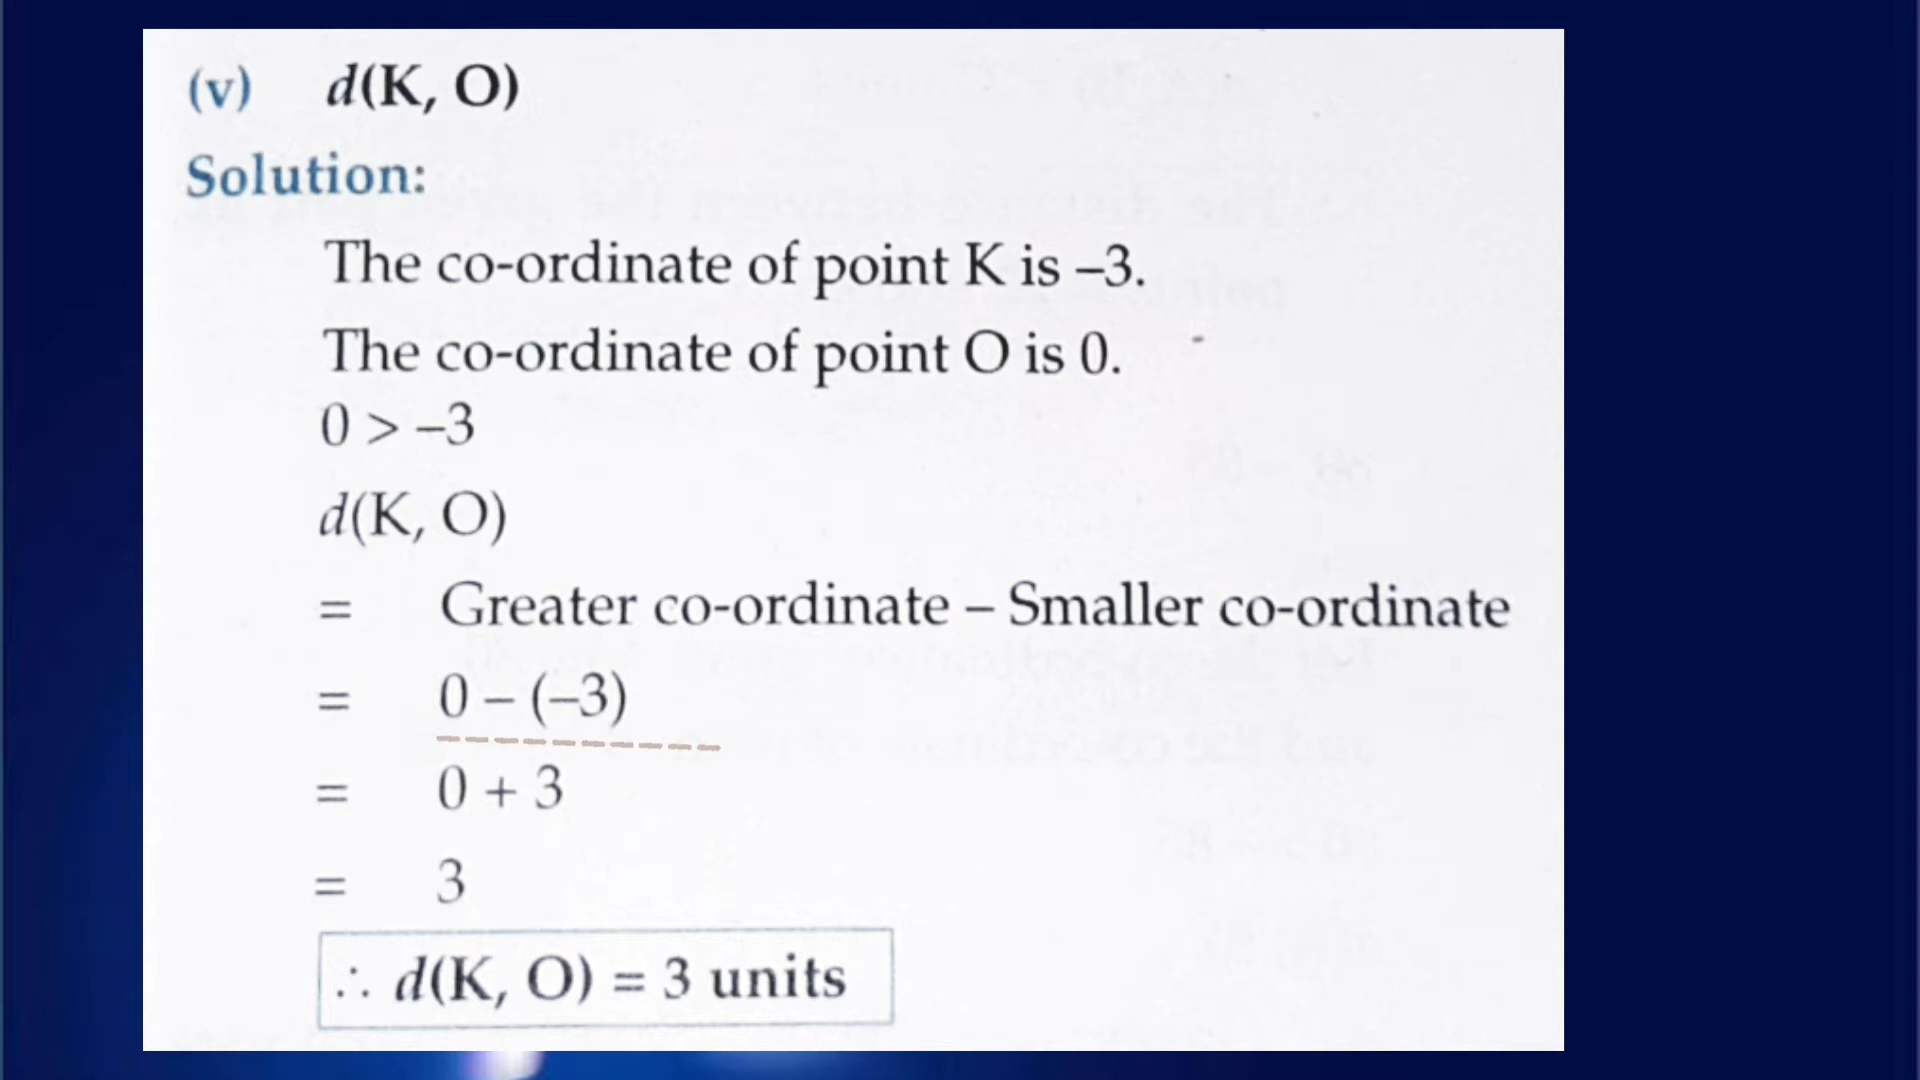 (v) d(K, O)
Solution:
The co-ordinate of point K is –3.
The co-ordinate of point O is 0.
0 > –3
d(K, O)
= Greater co-ordinate – Smaller co-ordinate
= 0 – (–3)
= 0 + 3
= 3
∴ d(K, O) = 3 units